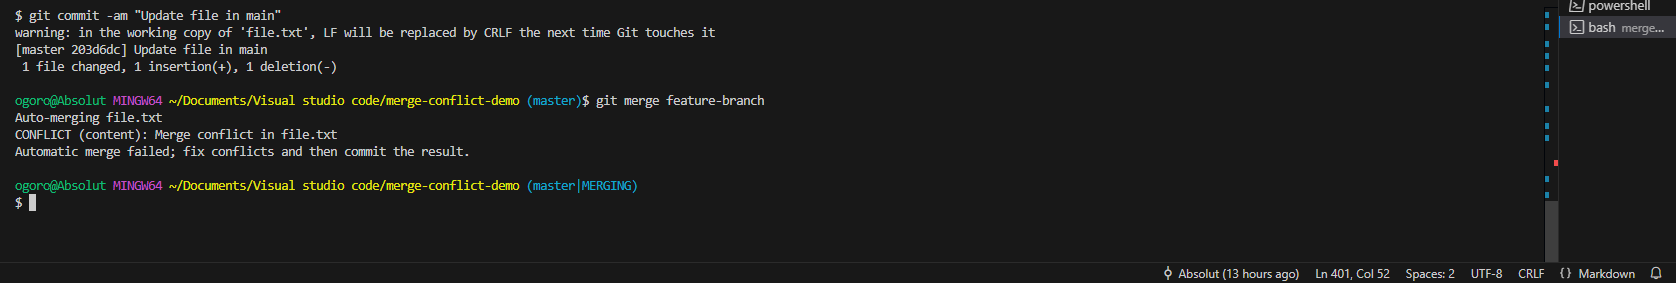 $ git commit -am "Update file in main"
warning: in the working copy of 'file.txt', LF will be replaced by CRLF the next time Git touches it
[master 203d6dc] Update file in main
 1 file changed, 1 insertion(+), 1 deletion(-)
ogoro@Absolut MINGW64 ~/Documents/Visual studio code/merge-conflict-demo (master)$ git merge feature-branch
Auto-merging file.txt
CONFLICT (content): Merge conflict in file.txt
Automatic merge failed; fix conflicts and then commit the result.
ogoro@Absolut MINGW64 ~/Documents/Visual studio code/merge-conflict-demo (master|MERGING)
$
powershell
bash merge...
Absolut (13 hours ago) Ln 401, Col 52 Spaces: 2 UTF-8 CRLF {} Markdown